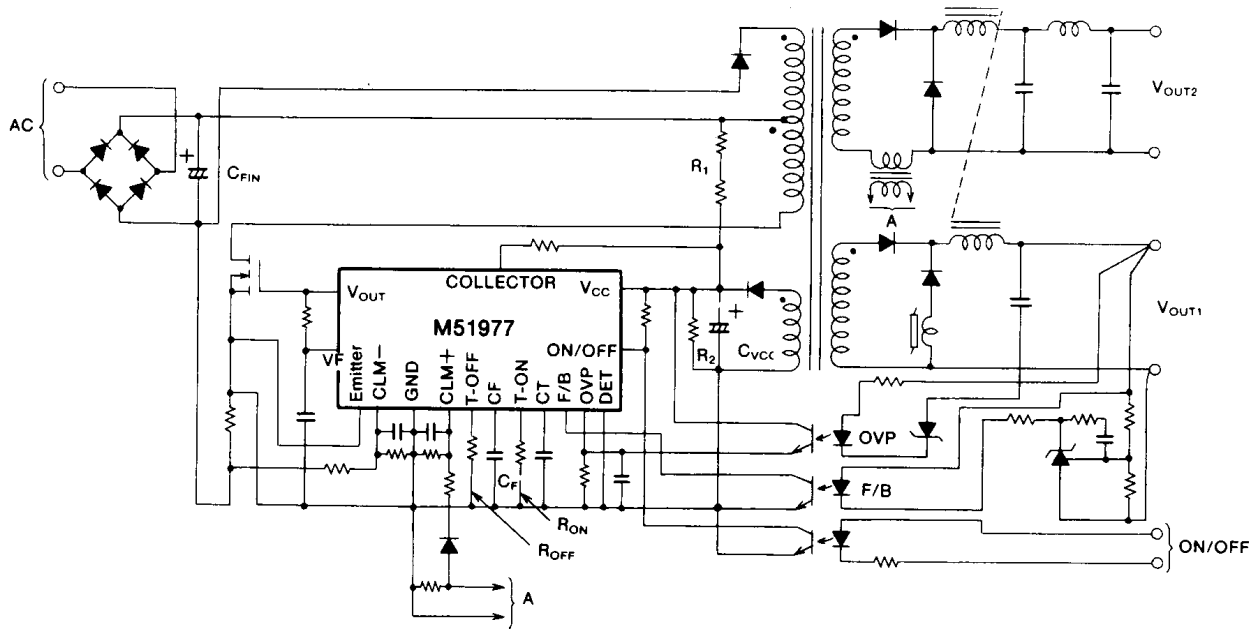 AC
C_FIN
R_1
V_OUT2
A
COLLECTOR
V_OUT
V_CC
M51977
VF
ON/OFF
Emitter
CLM−
GND
CLM+
T-OFF
CF
T-ON
CT
F/B
OVP
DET
R_2
C_VCC
V_OUT1
OVP
F/B
C_F
R_ON
R_OFF
ON/OFF
A